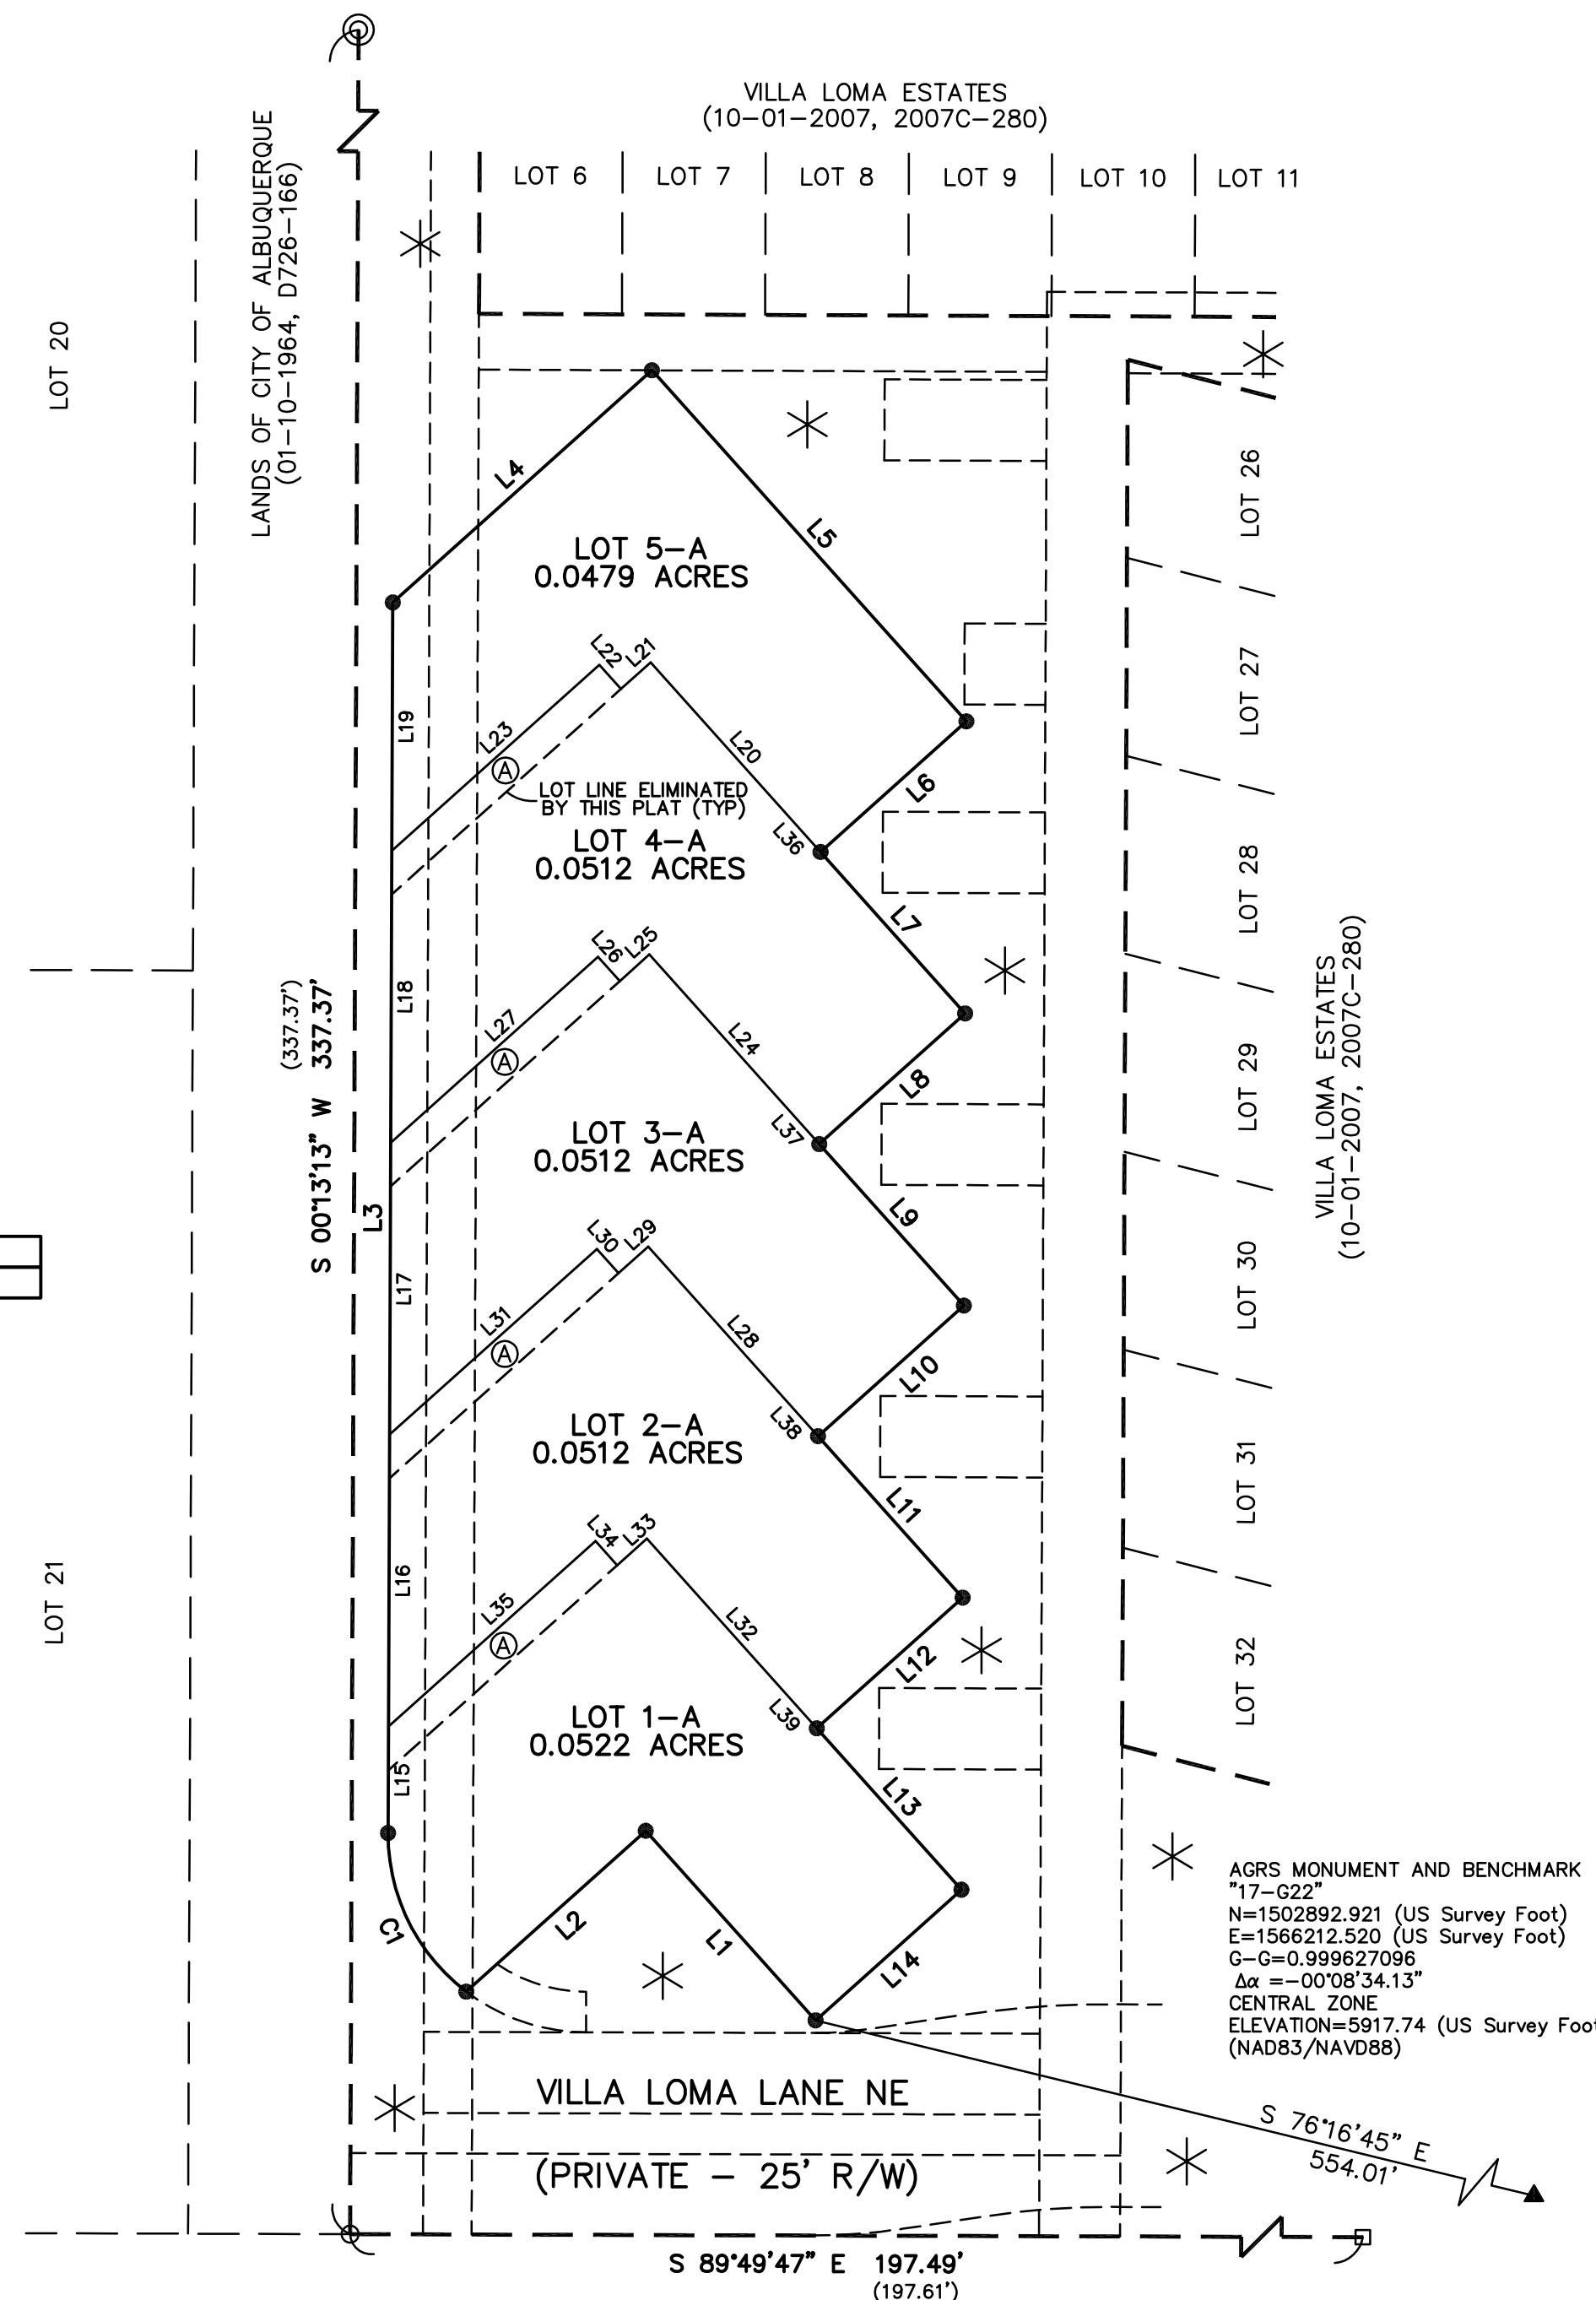 VILLA LOMA ESTATES
(10-01-2007, 2007C-280)
LOT 6
LOT 7
LOT 8
LOT 9
LOT 10
LOT 11
LANDS OF CITY OF ALBUQUERQUE
(01-10-1964, D726-166)
LOT 20
L4
L5
LOT 5-A
0.0479 ACRES
LOT 26
L22
L21
LOT 27
L19
L23
A
L20
L6
LOT LINE ELIMINATED
BY THIS PLAT (TYP)
L36
LOT 4-A
0.0512 ACRES
LOT 28
L7
L26
L25
L18
L27
A
L24
L8
LOT 29
VILLA LOMA ESTATES
(10-01-2007, 2007C-280)
(337.37')
S 00°13'13" W 337.37'
L37
LOT 3-A
0.0512 ACRES
L3
L9
L30
L29
LOT 30
L17
L31
A
L28
L10
L38
LOT 2-A
0.0512 ACRES
LOT 31
L11
L34
L33
LOT 21
L16
L35
A
L32
L12
LOT 32
L39
LOT 1-A
0.0522 ACRES
L15
L13
C1
L2
L1
L14
AGRS MONUMENT AND BENCHMARK
"17-G22"
N=1502892.921 (US Survey Foot)
E=1566212.520 (US Survey Foot)
G-G=0.999627096
Δα =-00°08'34.13"
CENTRAL ZONE
ELEVATION=5917.74 (US Survey Foot
(NAD83/NAVD88)
VILLA LOMA LANE NE
(PRIVATE - 25' R/W)
S 76°16'45" E
554.01'
S 89°49'47" E 197.49'
(197.61')